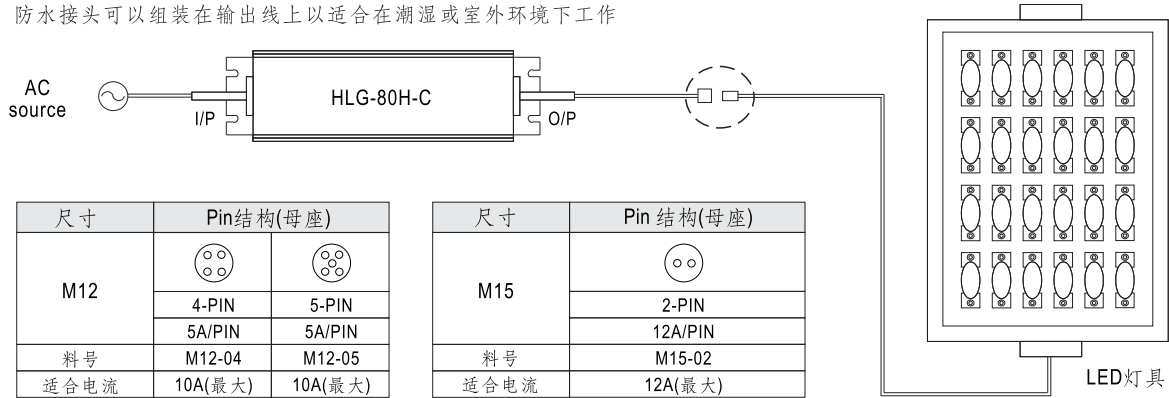 防水接头可以组装在输出线上以适合在潮湿或室外环境下工作
AC
source
I/P
HLG-80H-C
O/P
尺寸 Pin结构(母座)
M12
4-PIN 5-PIN
5A/PIN 5A/PIN
料号 M12-04 M12-05
适合电流 10A(最大) 10A(最大)
尺寸 Pin 结构(母座)
M15
2-PIN
12A/PIN
料号 M15-02
适合电流 12A(最大)
LED灯具